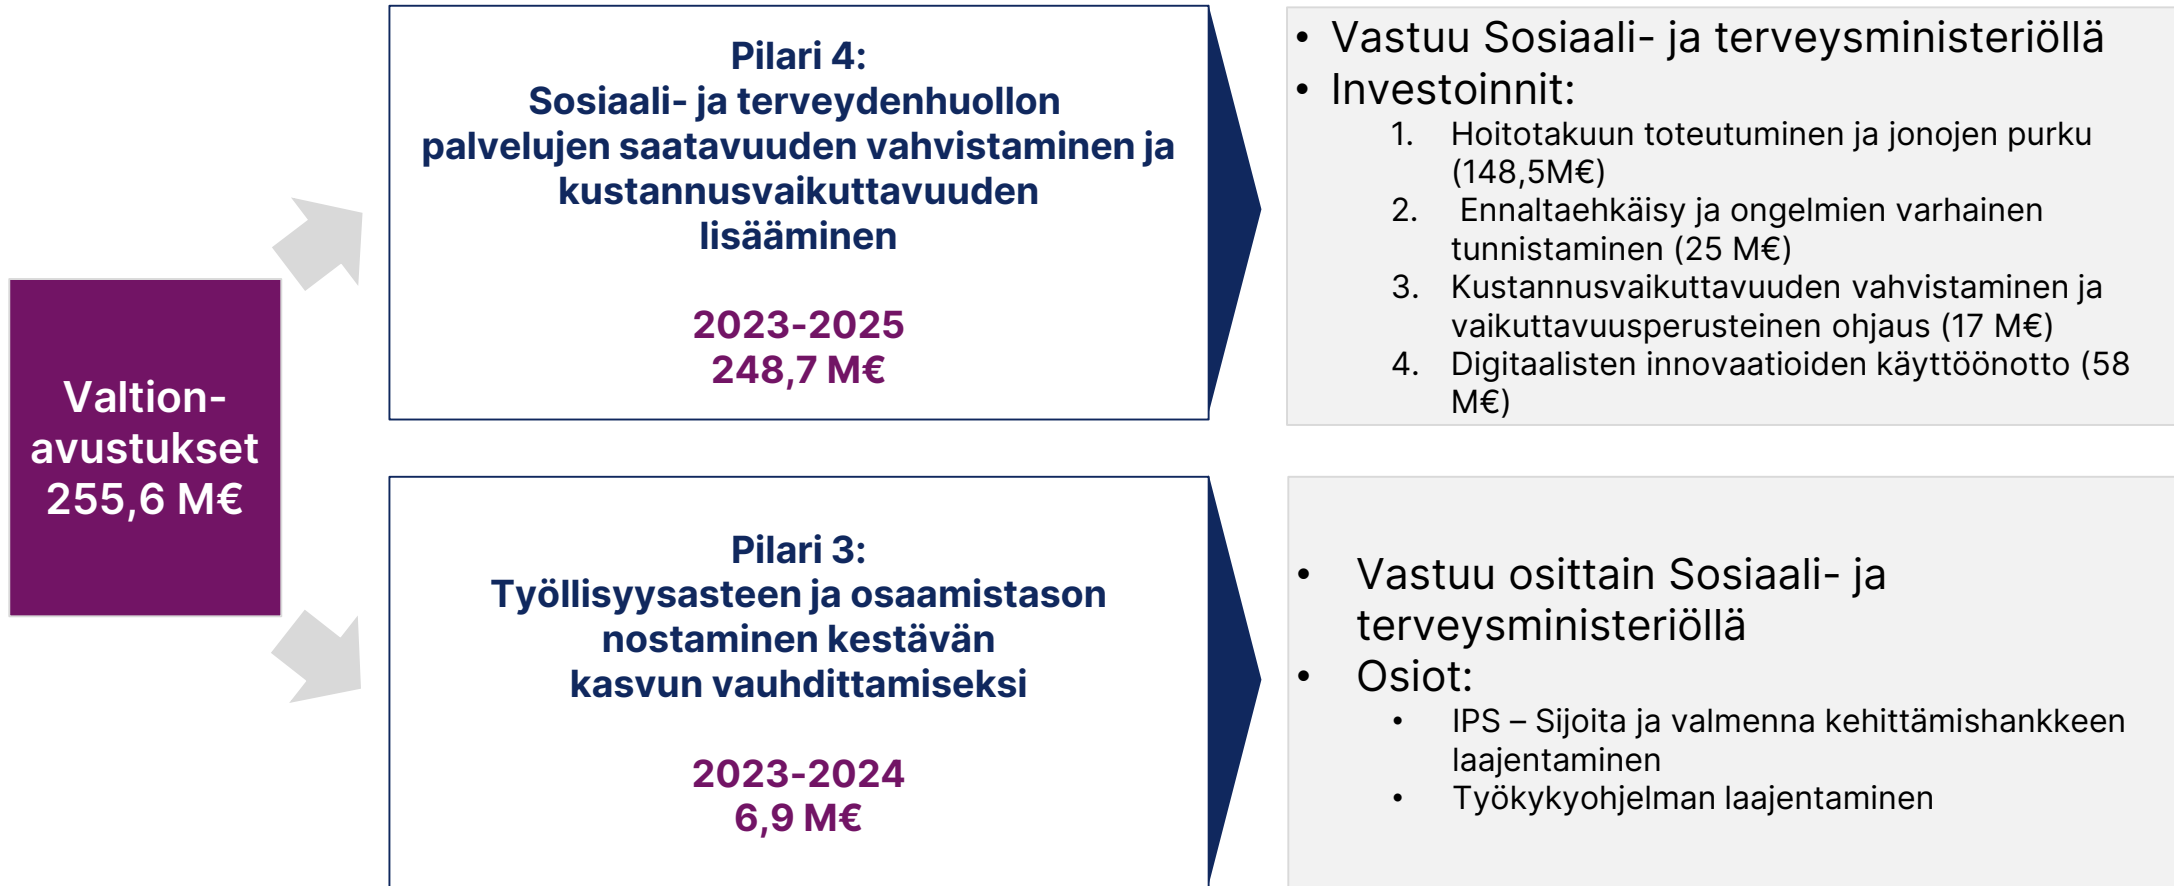 Valtion-
avustukset
255,6 M€
Pilari 4:
Sosiaali- ja terveydenhuollon
palvelujen saatavuuden vahvistaminen ja
kustannusvaikuttavuuden
lisääminen
2023-2025
248,7 M€
• Vastuu Sosiaali- ja terveysministeriöllä
• Investoinnit:
1. Hoitotakuun toteutuminen ja jonojen purku
(148,5M€)
2. Ennaltaehkäisy ja ongelmien varhainen
tunnistaminen (25 M€)
3. Kustannusvaikuttavuuden vahvistaminen ja
vaikuttavuusperusteinen ohjaus (17 M€)
4. Digitaalisten innovaatioiden käyttöönotto (58
M€)
Pilari 3:
Työllisyysasteen ja osaamistason
nostaminen kestävän
kasvun vauhdittamiseksi
2023-2024
6,9 M€
• Vastuu osittain Sosiaali- ja
terveysministeriöllä
• Osiot:
• IPS – Sijoita ja valmenna kehittämishankkeen
laajentaminen
• Työkykyohjelman laajentaminen